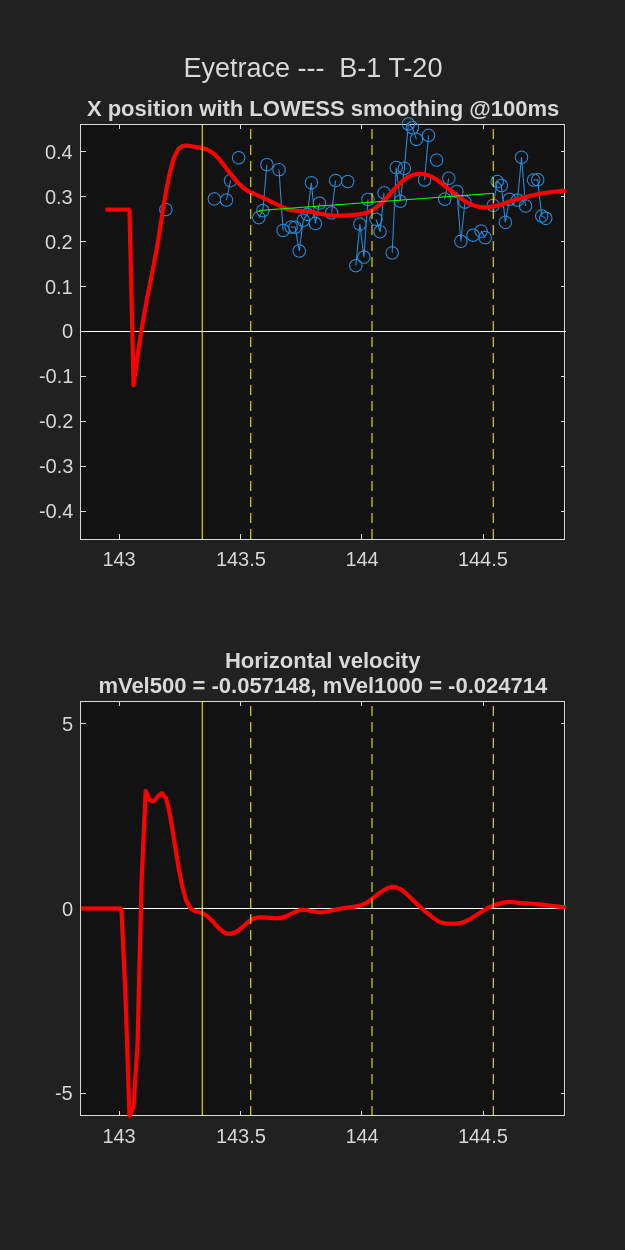 Eyetrace ---  B-1 T-20
X position with LOWESS smoothing @100ms
0.4
0.3
0.2
0.1
0
-0.1
-0.2
-0.3
-0.4
143 143.5 144 144.5
Horizontal velocity
mVel500 = -0.057148, mVel1000 = -0.024714
5
0
-5
143 143.5 144 144.5